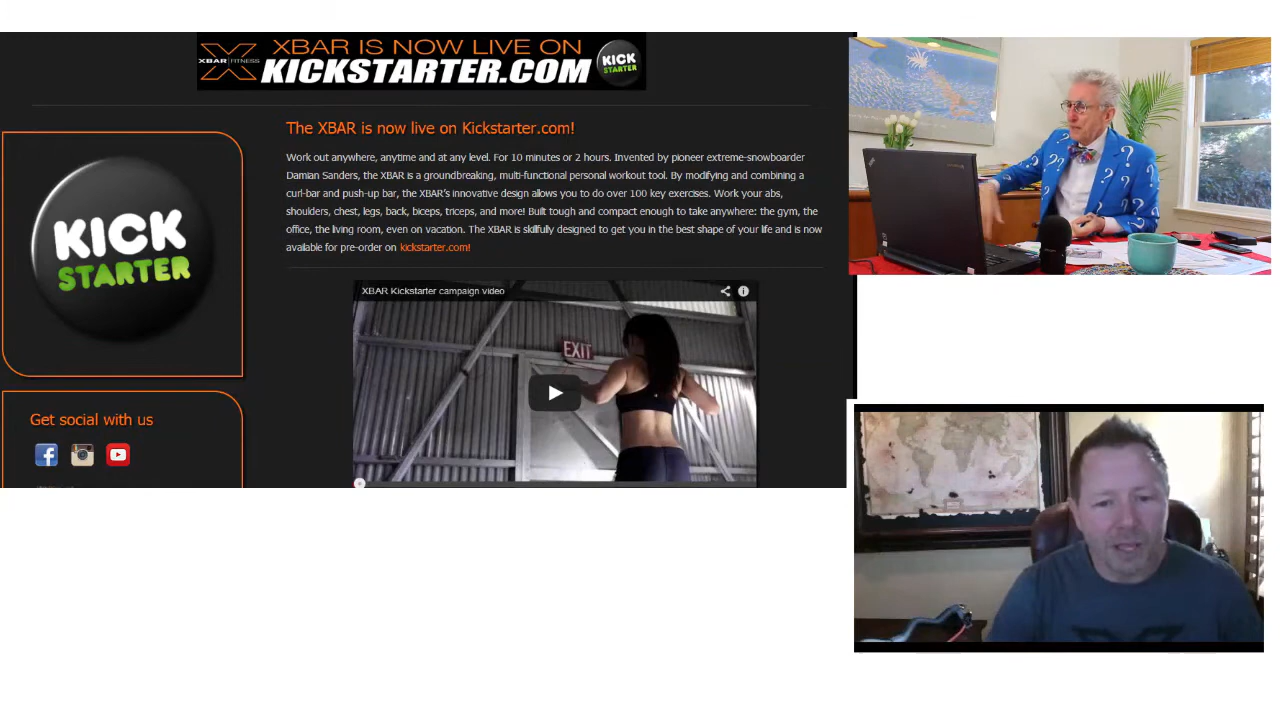 XBAR IS NOW LIVE ON
XBAR FITNESS
KICKSTARTER.COM
KICK
STARTER
The XBAR is now live on Kickstarter.com!
Work out anywhere, anytime and at any level. For 10 minutes or 2 hours. Invented by pioneer extreme-snowboarder
Damian Sanders, the XBAR is a groundbreaking, multi-functional personal workout tool. By modifying and combining a
curl-bar and push-up bar, the XBAR's innovative design allows you to do over 100 key exercises. Work your abs,
shoulders, chest, legs, back, biceps, triceps, and more! Built tough and compact enough to take anywhere: the gym, the
office, the living room, even on vacation. The XBAR is skillfully designed to get you in the best shape of your life and is now
available for pre-order on kickstarter.com!
KICK
STARTER
XBAR Kickstarter campaign video
EXIT
Get social with us
? ? ? ? ? ? ?